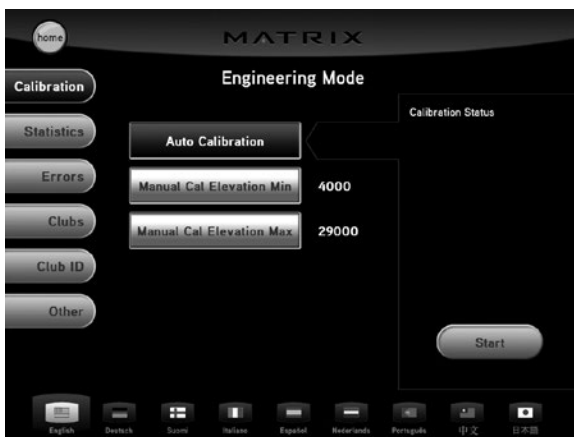 home
MATRIX
Engineering Mode
Calibration
Calibration Status
Statistics
Auto Calibration
Errors
Manual Cal Elevation Min 4000
Clubs
Manual Cal Elevation Max 29000
Club ID
Other
Start
English Deutsch Suomi Italiano Español Nederlands Português 中文 日本語